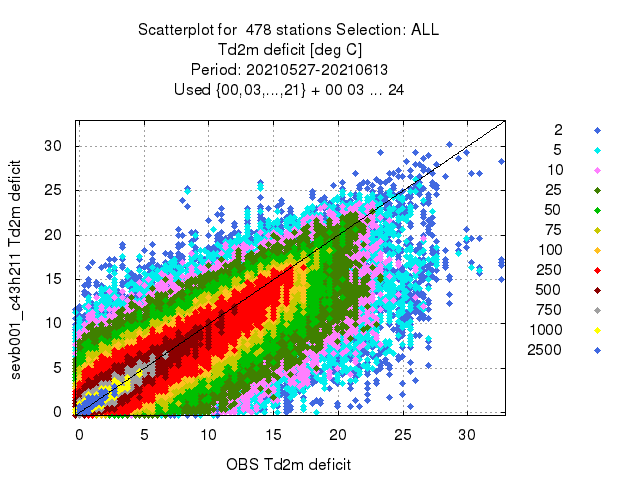 Scatterplot for 478 stations Selection: ALL
Td2m deficit [deg C]
Period: 20210527-20210613
Used {00,03,...,21} + 00 03 ... 24
sevb001_c43h211 Td2m deficit
30
25
20
15
10
5
0
0 5 10 15 20 25 30
OBS Td2m deficit
2
5
10
25
50
75
100
250
500
750
1000
2500